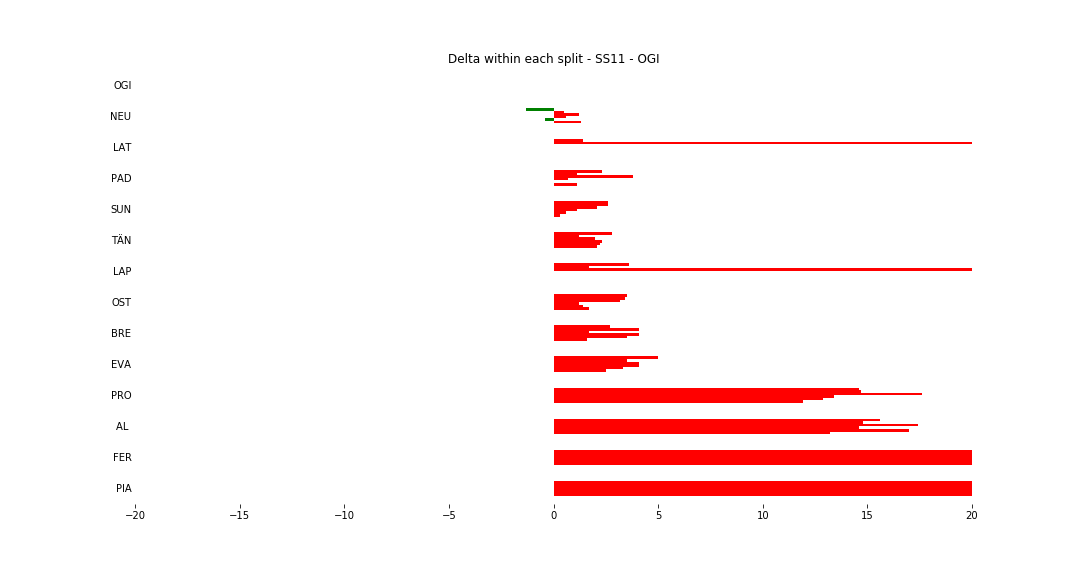 Delta within each split - SS11 - OGI
OGI
NEU
LAT
PAD
SUN
TÄN
LAP
OST
BRE
EVA
PRO
AL
FER
PIA
−20 −15 −10 −5 0 5 10 15 20